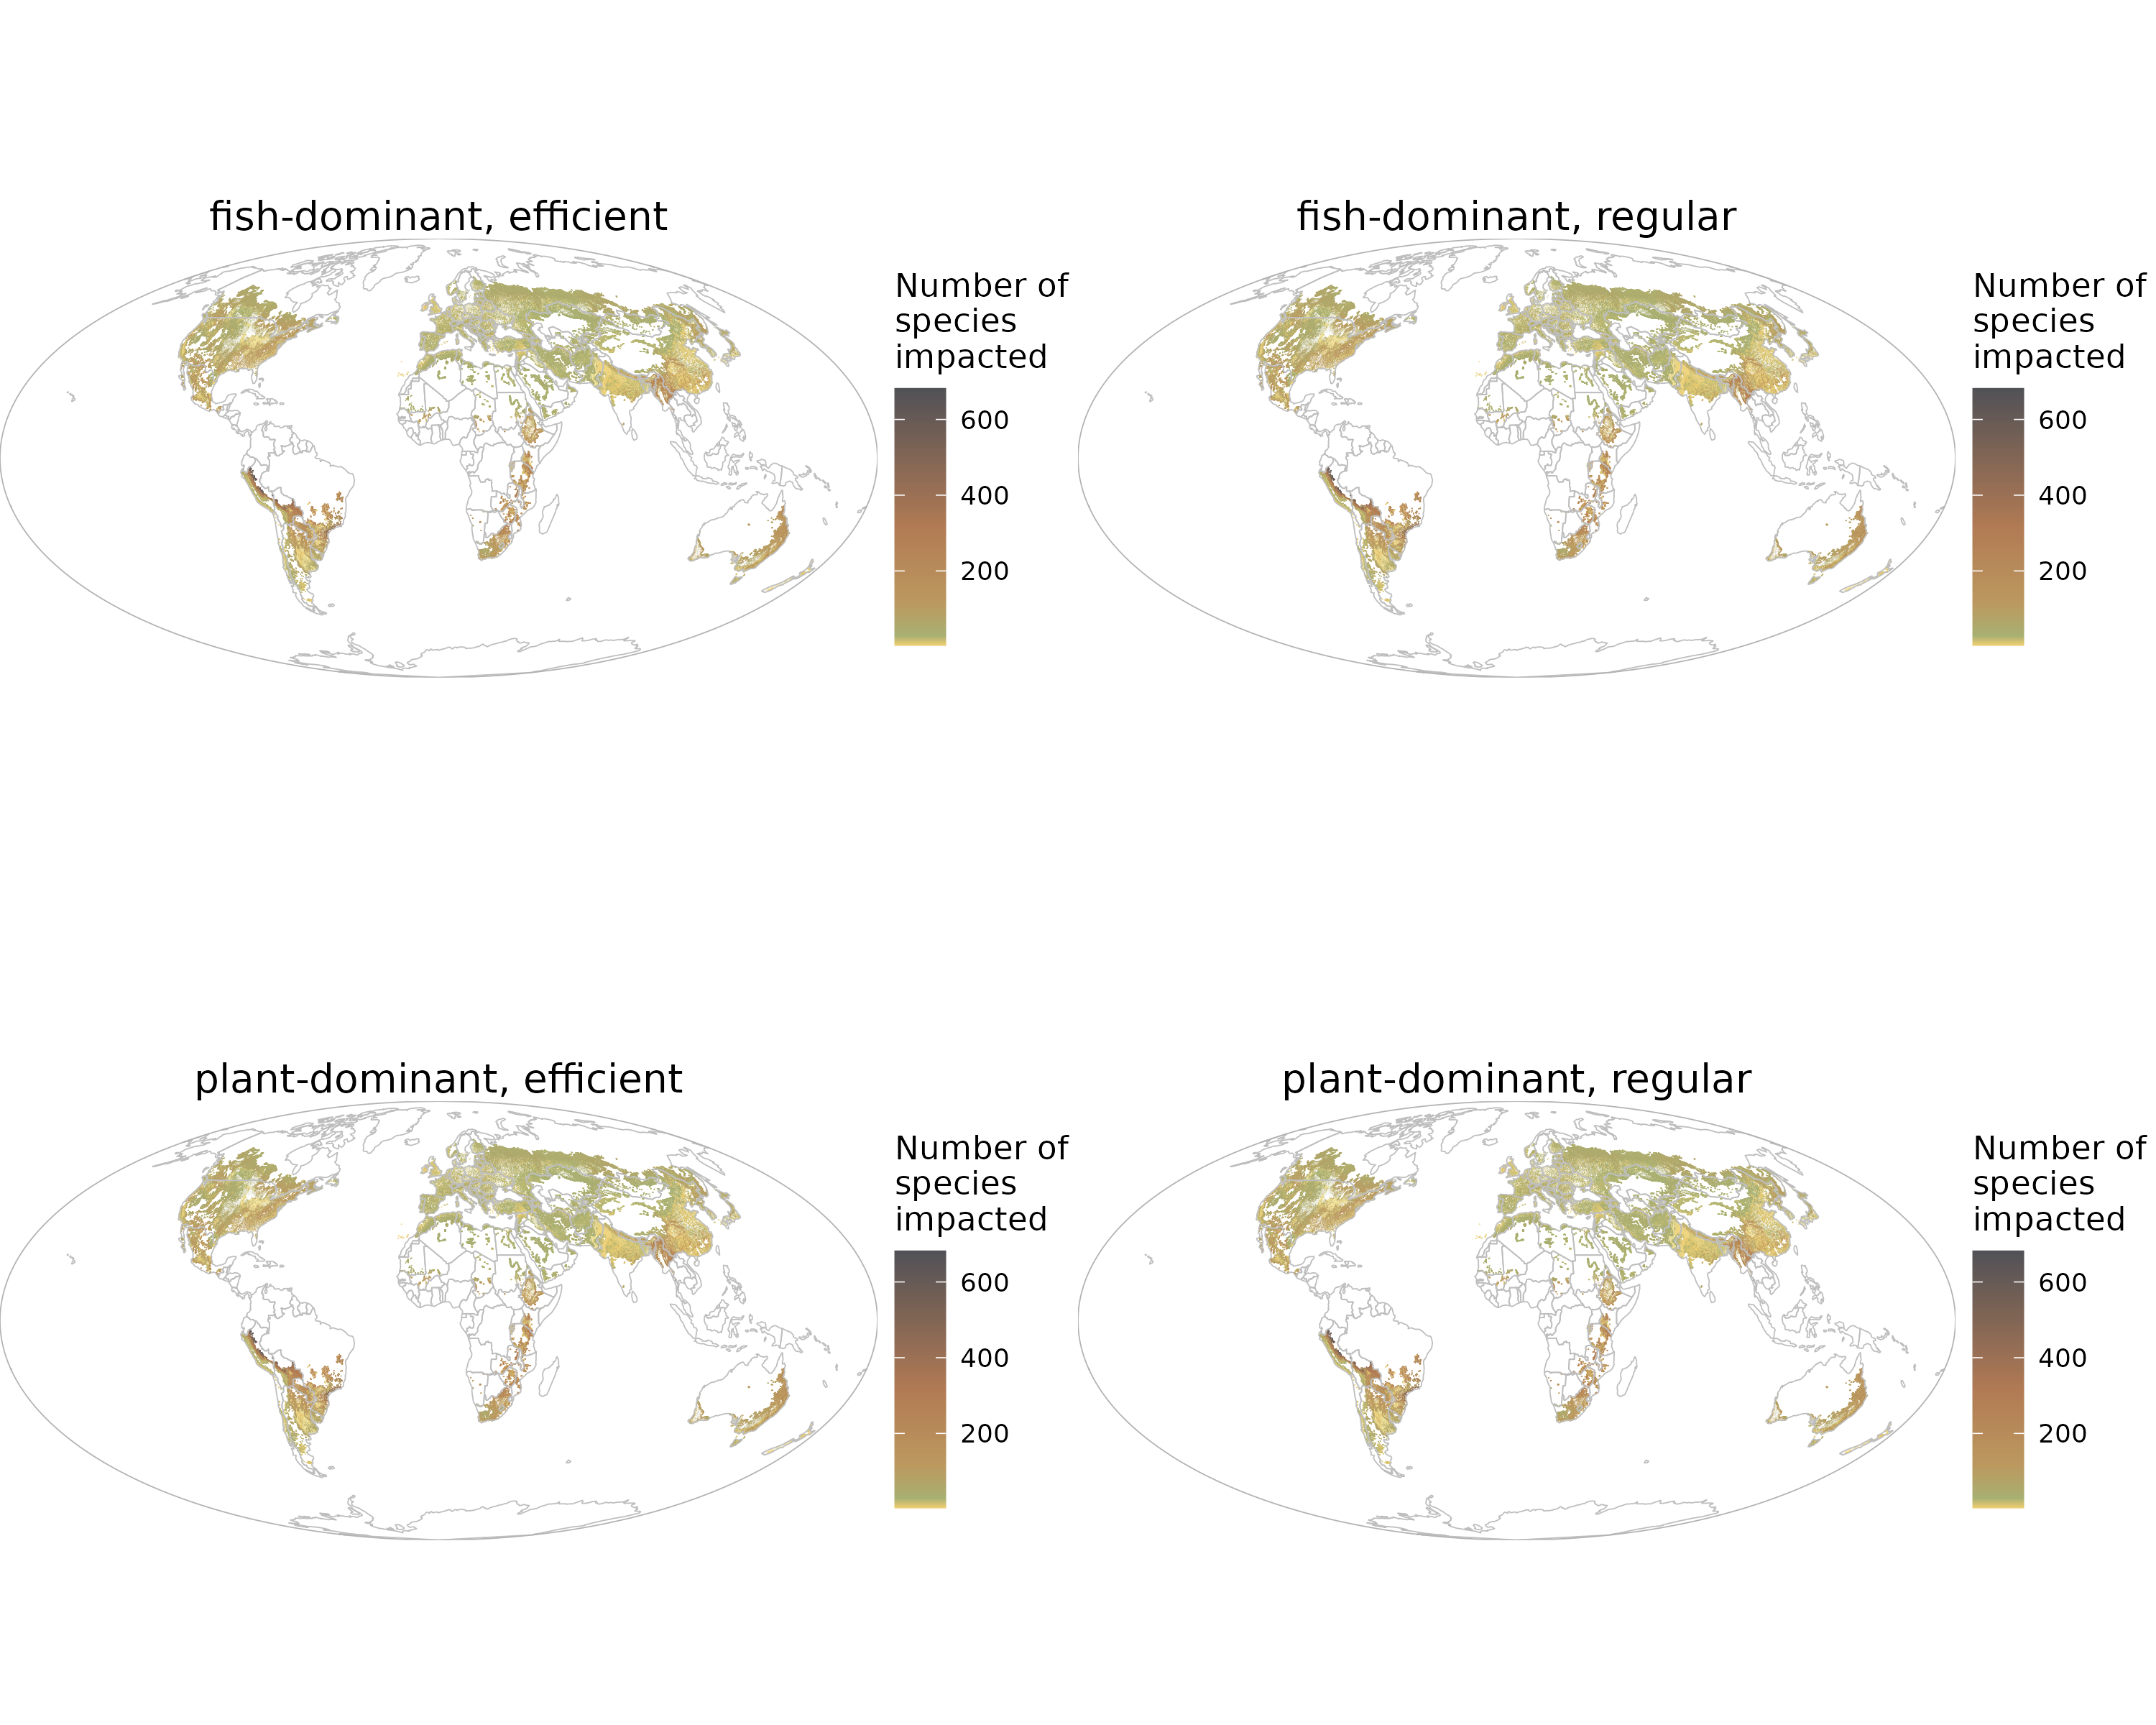 fish-dominant, efficient
Number of
species
impacted
600
400
200
fish-dominant, regular
Number of
species
impacted
600
400
200
plant-dominant, efficient
Number of
species
impacted
600
400
200
plant-dominant, regular
Number of
species
impacted
600
400
200